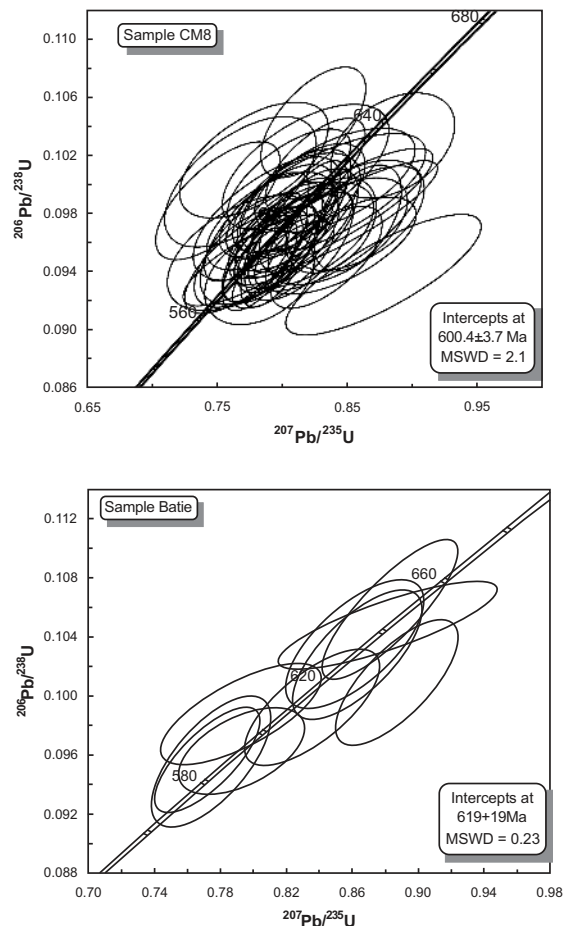 0.110
0.106
0.102
0.098
0.094
0.090
0.086
²⁰⁶Pb/²³⁸U
Sample CM8
680
640
560
Intercepts at
600.4±3.7 Ma
MSWD = 2.1
0.65 0.75 0.85 0.95
²⁰⁷Pb/²³⁵U
0.112
0.108
0.104
0.100
0.096
0.092
0.088
²⁰⁶Pb/²³⁸U
Sample Batie
660
620
580
Intercepts at
619+19Ma
MSWD = 0.23
0.70 0.74 0.78 0.82 0.86 0.90 0.94 0.98
²⁰⁷Pb/²³⁵U